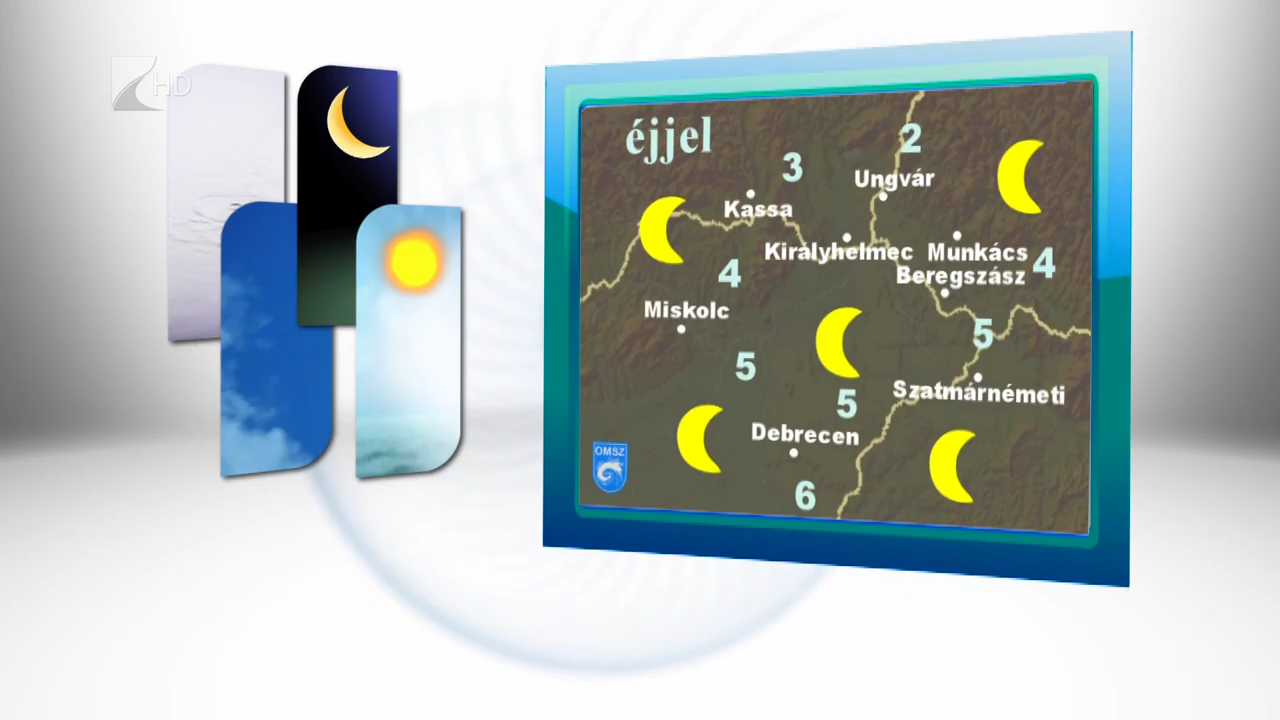 HD
éjjel
2
3
Ungvár
Kassa
Királyhelmec
Munkács
4
Beregszász
4
Miskolc
5
5
Szatmárnémeti
5
Debrecen
OMSZ
6